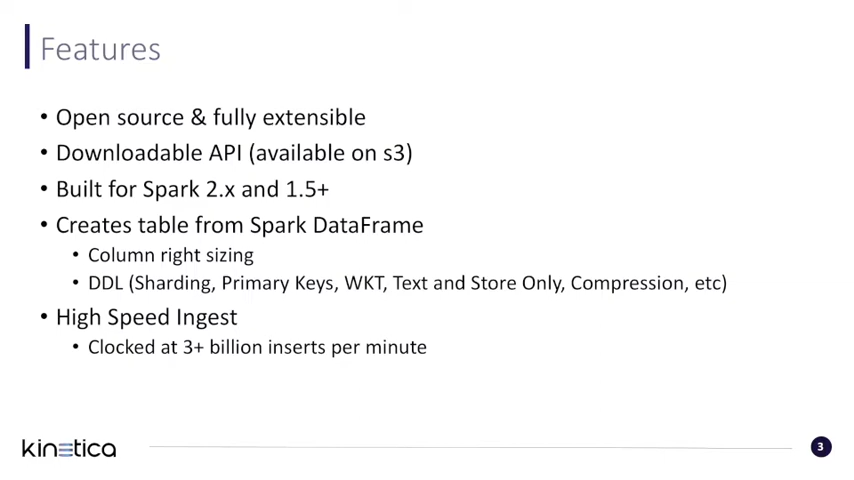 Features
• Open source & fully extensible
• Downloadable API (available on s3)
• Built for Spark 2.x and 1.5+
• Creates table from Spark DataFrame
• Column right sizing
• DDL (Sharding, Primary Keys, WKT, Text and Store Only, Compression, etc)
• High Speed Ingest
• Clocked at 3+ billion inserts per minute
kinetica
3